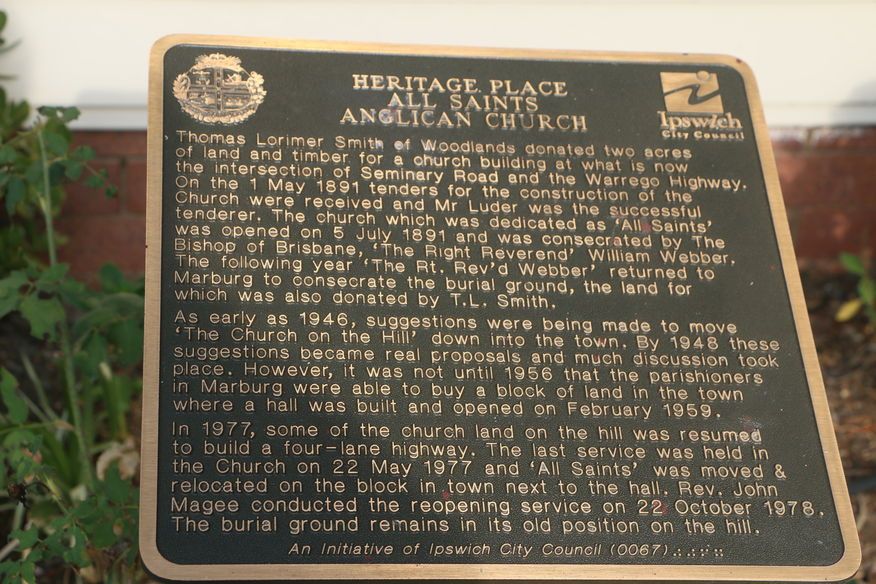 HERITAGE PLACE
ALL SAINTS
ANGLICAN CHURCH
Ipswich
City Council
Thomas Lorimer Smith of Woodlands donated two acres
of land and timber for a church building at what is now
the intersection of Seminary Road and the Warrego Highway.
On the 1 May 1891 tenders for the construction of the
Church were received and Mr Luder was the successful
tenderer. The church which was dedicated as 'All Saints'
was opened on 5 July 1891 and was consecrated by The
Bishop of Brisbane, 'The Right Reverend' William Webber.
The following year 'The Rt. Rev'd Webber' returned to
Marburg to consecrate the burial ground, the land for
which was also donated by T.L. Smith.
As early as 1946, suggestions were being made to move
'The Church on the Hill' down into the town. By 1948 these
suggestions became real proposals and much discussion took
place. However, it was not until 1956 that the parishioners
in Marburg were able to buy a block of land in the town
where a hall was built and opened on February 1959.
In 1977, some of the church land on the hill was resumed
to build a four-lane highway. The last service was held in
the Church on 22 May 1977 and 'All Saints' was moved &
relocated on the block in town next to the hall. Rev. John
Magee conducted the reopening service on 22 October 1978.
The burial ground remains in its old position on the hill.
An Initiative of Ipswich City Council (0067)